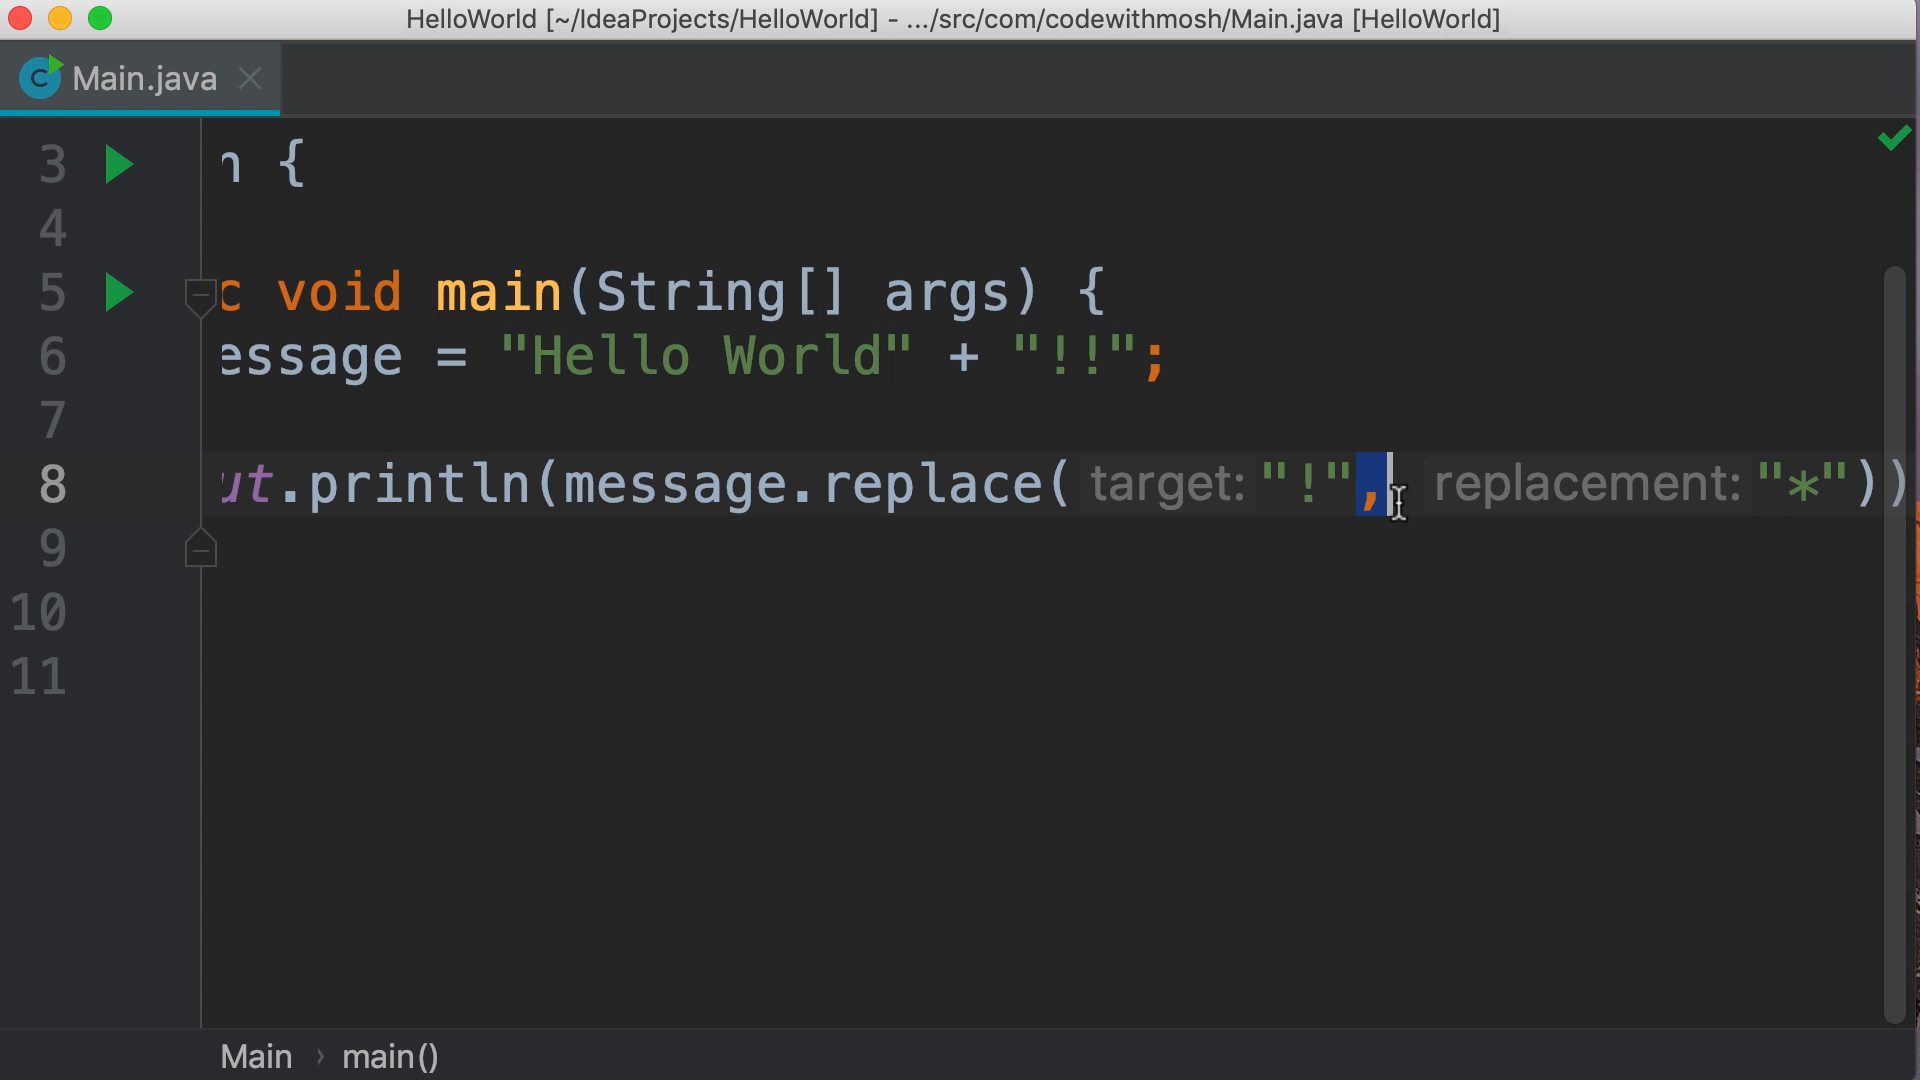 HelloWorld [~/IdeaProjects/HelloWorld] - .../src/com/codewithmosh/Main.java [HelloWorld]
C Main.java
3 n {
4
5 c void main(String[] args) {
6 essage = "Hello World" + "!!";
7
8 ut.println(message.replace( target: "!", replacement: "*"))
9
10
11
Main › main()